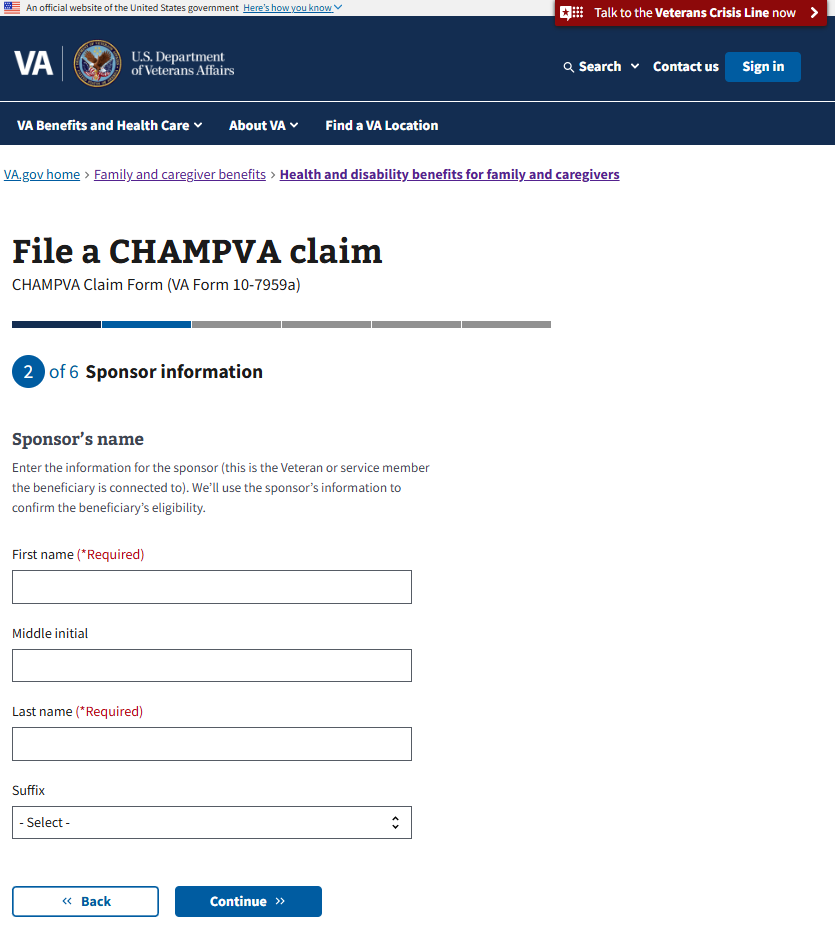 An official website of the United States government Here's how you know
Talk to the Veterans Crisis Line now
VA
U.S. Department
of Veterans Affairs
Search
Contact us
Sign in
VA Benefits and Health Care
About VA
Find a VA Location
VA.gov home › Family and caregiver benefits › Health and disability benefits for family and caregivers
File a CHAMPVA claim
CHAMPVA Claim Form (VA Form 10-7959a)
2 of 6 Sponsor information
Sponsor’s name
Enter the information for the sponsor (this is the Veteran or service member
the beneficiary is connected to). We’ll use the sponsor’s information to
confirm the beneficiary’s eligibility.
First name (*Required)
Middle initial
Last name (*Required)
Suffix
- Select -
Back
Continue